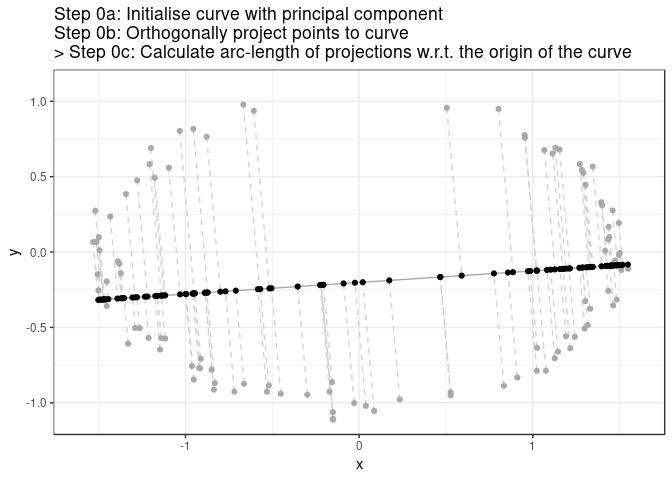 Step 0a: Initialise curve with principal component
Step 0b: Orthogonally project points to curve
> Step 0c: Calculate arc-length of projections w.r.t. the origin of the curve
1.0
0.5
0.0
-0.5
-1.0
y
-1
0
1
x